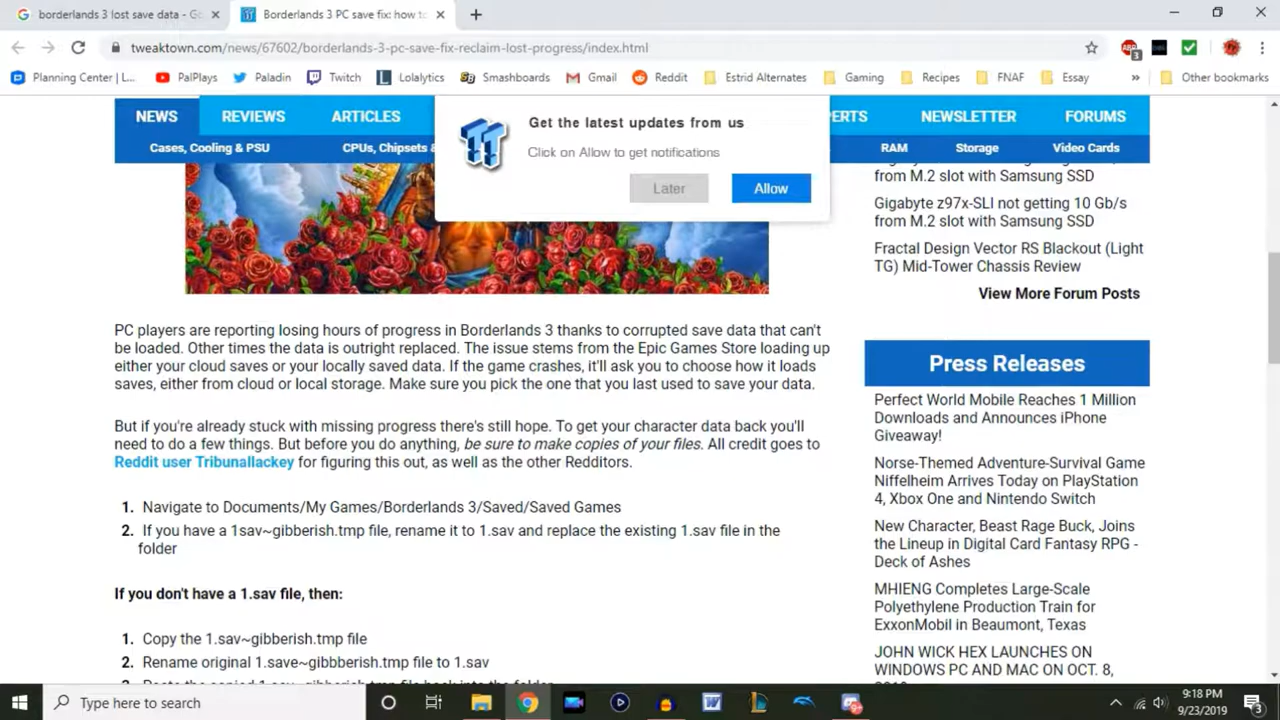 borderlands 3 lost save data - Go
Borderlands 3 PC save fix: how to
tweaktown.com/news/67602/borderlands-3-pc-save-fix-reclaim-lost-progress/index.html
ABP
3
Planning Center | L...
PalPlays
Paladin
Twitch
Lolalytics
Smashboards
Gmail
Reddit
Estrid Alternates
Gaming
Recipes
FNAF
Essay
»
Other bookmarks
NEWS
REVIEWS
ARTICLES
PERTS
NEWSLETTER
FORUMS
Cases, Cooling & PSU
CPUs, Chipsets &
RAM
Storage
Video Cards
Get the latest updates from us
Click on Allow to get notifications
Later
Allow
from M.2 slot with Samsung SSD
Gigabyte z97x-SLI not getting 10 Gb/s
from M.2 slot with Samsung SSD
Fractal Design Vector RS Blackout (Light
TG) Mid-Tower Chassis Review
View More Forum Posts
PC players are reporting losing hours of progress in Borderlands 3 thanks to corrupted save data that can't
be loaded. Other times the data is outright replaced. The issue stems from the Epic Games Store loading up
either your cloud saves or your locally saved data. If the game crashes, it'll ask you to choose how it loads
saves, either from cloud or local storage. Make sure you pick the one that you last used to save your data.
But if you're already stuck with missing progress there's still hope. To get your character data back you'll
need to do a few things. But before you do anything, be sure to make copies of your files. All credit goes to
Reddit user Tribunallackey for figuring this out, as well as the other Redditors.
1. Navigate to Documents/My Games/Borderlands 3/Saved/Saved Games
2. If you have a 1sav~gibberish.tmp file, rename it to 1.sav and replace the existing 1.sav file in the
folder
If you don't have a 1.sav file, then:
1. Copy the 1.sav~gibberish.tmp file
2. Rename original 1.save~gibbberish.tmp file to 1.sav
Press Releases
Perfect World Mobile Reaches 1 Million
Downloads and Announces iPhone
Giveaway!
Norse-Themed Adventure-Survival Game
Niffelheim Arrives Today on PlayStation
4, Xbox One and Nintendo Switch
New Character, Beast Rage Buck, Joins
the Lineup in Digital Card Fantasy RPG -
Deck of Ashes
MHIENG Completes Large-Scale
Polyethylene Production Train for
ExxonMobil in Beaumont, Texas
JOHN WICK HEX LAUNCHES ON
WINDOWS PC AND MAC ON OCT. 8,
Type here to search
9:18 PM
9/23/2019
3